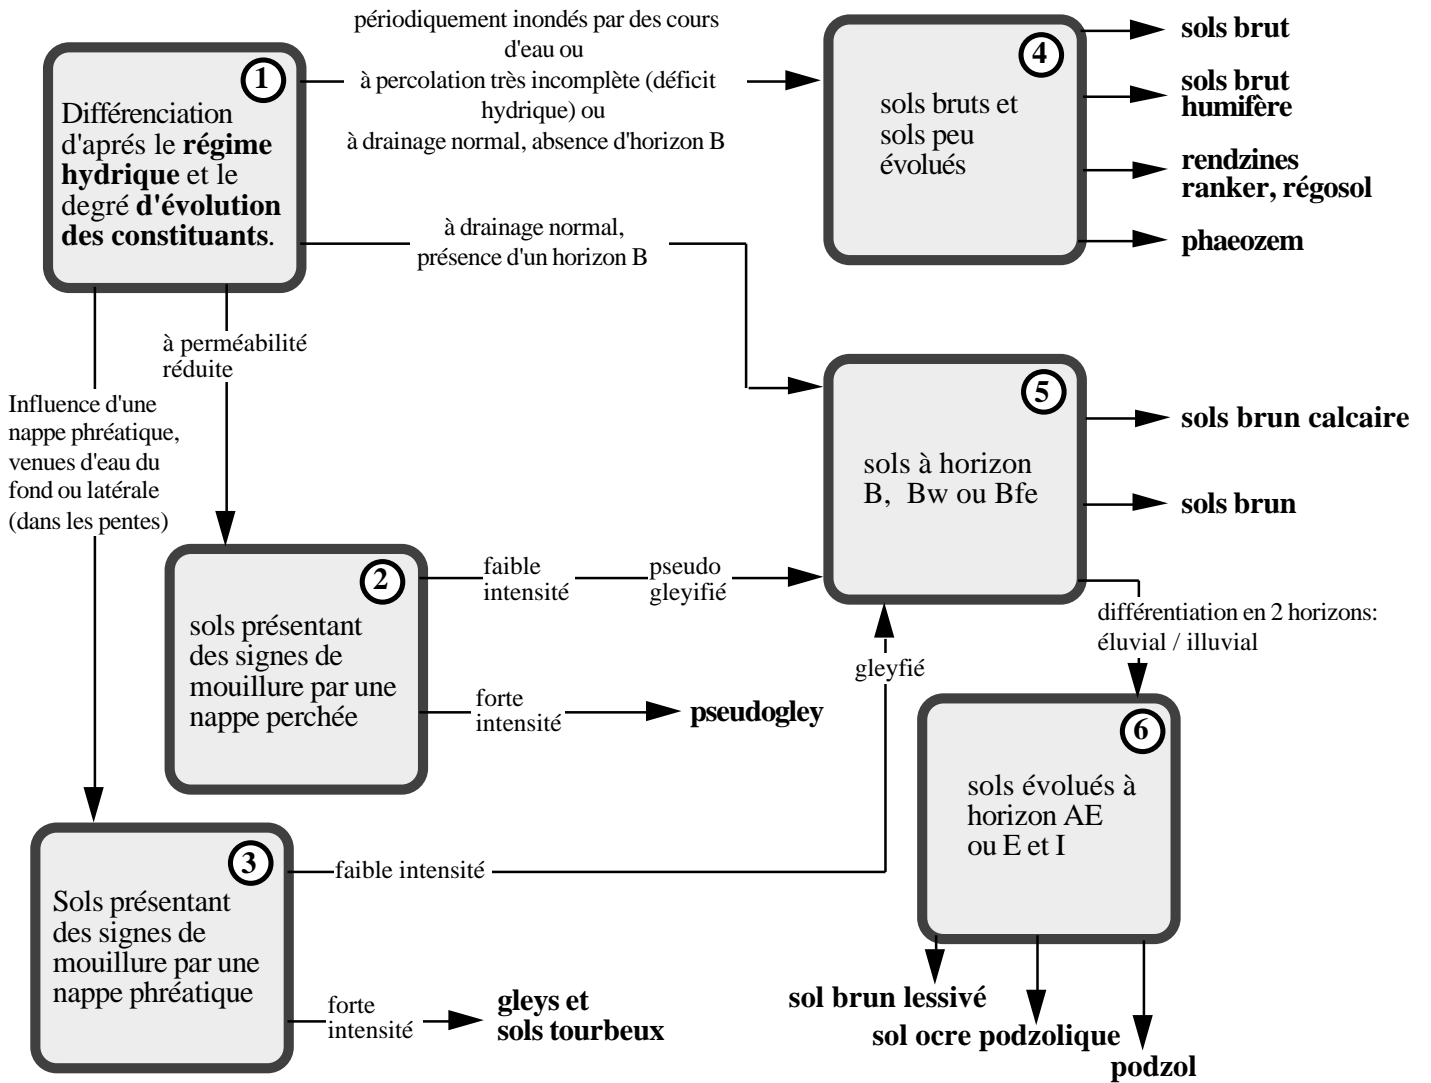 1
Différenciation
d'aprés le régime
hydrique et le
degré d'évolution
des constituants.
périodiquement inondés par des cours
d'eau ou
à percolation très incomplète (déficit
hydrique) ou
à drainage normal, absence d'horizon B
4
sols bruts et
sols peu
évolués
sols brut
sols brut
humifère
rendzines
ranker, régosol
phaeozem
à drainage normal,
présence d'un horizon B
à perméabilité
réduite
Influence d'une
nappe phréatique,
venues d'eau du
fond ou latérale
(dans les pentes)
5
sols à horizon
B, Bw ou Bfe
sols brun calcaire
sols brun
2
sols présentant
des signes de
mouillure par une
nappe perchée
faible
intensité
pseudo
gleyifié
forte
intensité
pseudogley
gleyfié
différentiation en 2 horizons:
éluvial / illuvial
6
sols évolués à
horizon AE
ou E et I
3
Sols présentant
des signes de
mouillure par une
nappe phréatique
faible intensité
forte
intensité
gleys et
sols tourbeux
sol brun lessivé
sol ocre podzolique
podzol